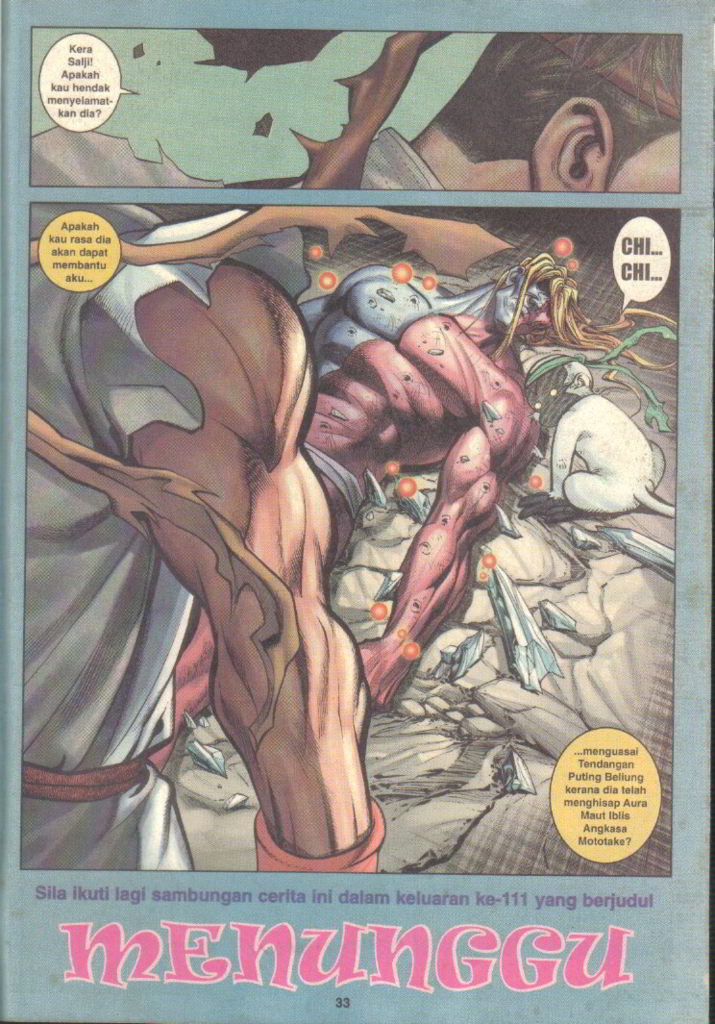 Kera
Salji!
Apakah
kau hendak
menyelamat-
kan dia?
Apakah
kau rasa dia
akan dapat
membantu
aku...
CHI...
CHI...
...menguasai
Tendangan
Puting Beliung
kerana dia telah
menghisap Aura
Maut Iblis
Angkasa
Mototake?
Sila ikuti lagi sambungan cerita ini dalam keluaran ke-111 yang berjudul
MENUNGGU
33